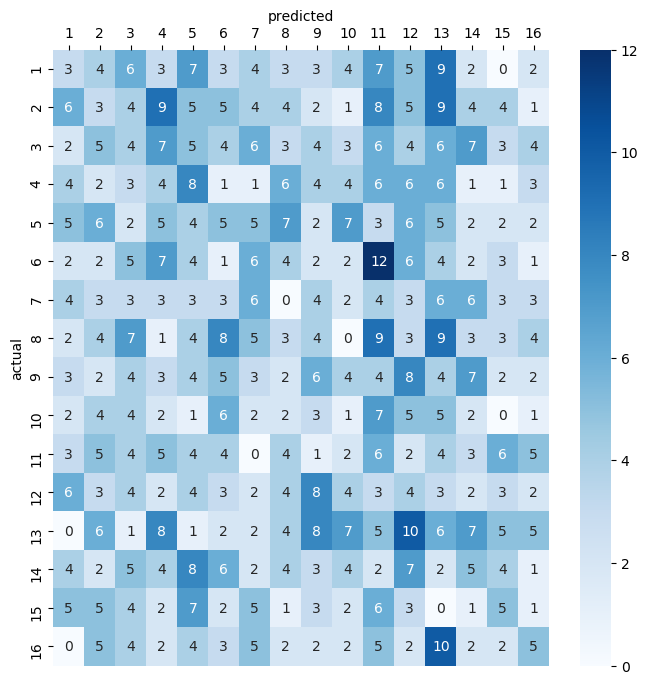 predicted
1 2 3 4 5 6 7 8 9 10 11 12 13 14 15 16
1 3 4 6 3 7 3 4 3 3 4 7 5 9 2 0 2
2 6 3 4 9 5 5 4 4 2 1 8 5 9 4 4 1
3 2 5 4 7 5 4 6 3 4 3 6 4 6 7 3 4
4 4 2 3 4 8 1 1 6 4 4 6 6 6 1 1 3
5 5 6 2 5 4 5 5 7 2 7 3 6 5 2 2 2
6 2 2 5 7 4 1 6 4 2 2 12 6 4 2 3 1
7 4 3 3 3 3 3 6 0 4 2 4 3 6 6 3 3
8 2 4 7 1 4 8 5 3 4 0 9 3 9 3 3 4
actual
9 3 2 4 3 4 5 3 2 6 4 4 8 4 7 2 2
10 2 4 4 2 1 6 2 2 3 1 7 5 5 2 0 1
11 3 5 4 5 4 4 0 4 1 2 6 2 4 3 6 5
12 6 3 4 2 4 3 2 4 8 4 3 4 3 2 3 2
13 0 6 1 8 1 2 2 4 8 7 5 10 6 7 5 5
14 4 2 5 4 8 6 2 4 3 4 2 7 2 5 4 1
15 5 5 4 2 7 2 5 1 3 2 6 3 0 1 5 1
16 0 5 4 2 4 3 5 2 2 2 5 2 10 2 2 5
12
10
8
6
4
2
0